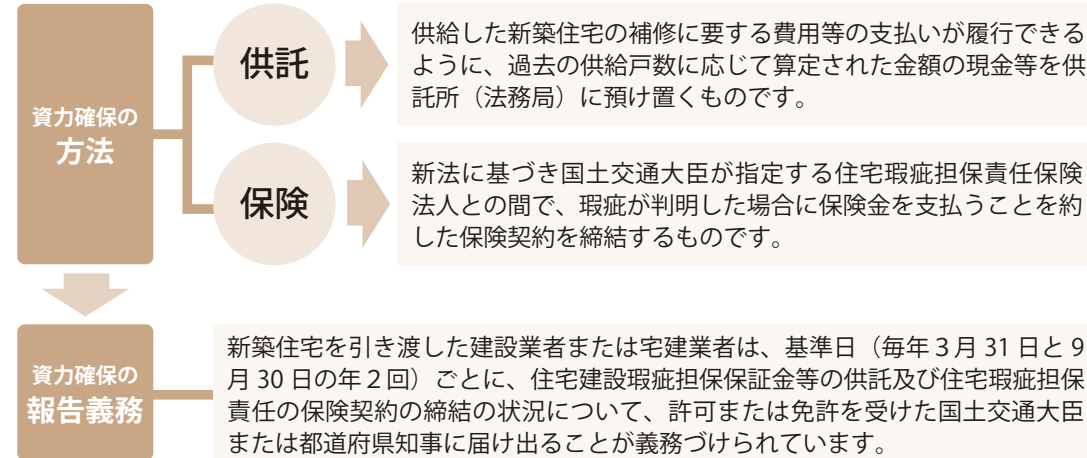 資力確保の
方法
供託
供給した新築住宅の補修に要する費用等の支払いが履行できる
ように、過去の供給戸数に応じて算定された金額の現金等を供
託所（法務局）に預け置くものです。
保険
新法に基づき国土交通大臣が指定する住宅瑕疵担保責任保険
法人との間で、瑕疵が判明した場合に保険金を支払うことを約
した保険契約を締結するものです。
資力確保の
報告義務
新築住宅を引き渡した建設業者または宅建業者は、基準日（毎年３月 31 日と９
月 30 日の年２回）ごとに、住宅建設瑕疵担保保証金等の供託及び住宅瑕疵担保
責任の保険契約の締結の状況について、許可または免許を受けた国土交通大臣
または都道府県知事に届け出ることが義務づけられています。